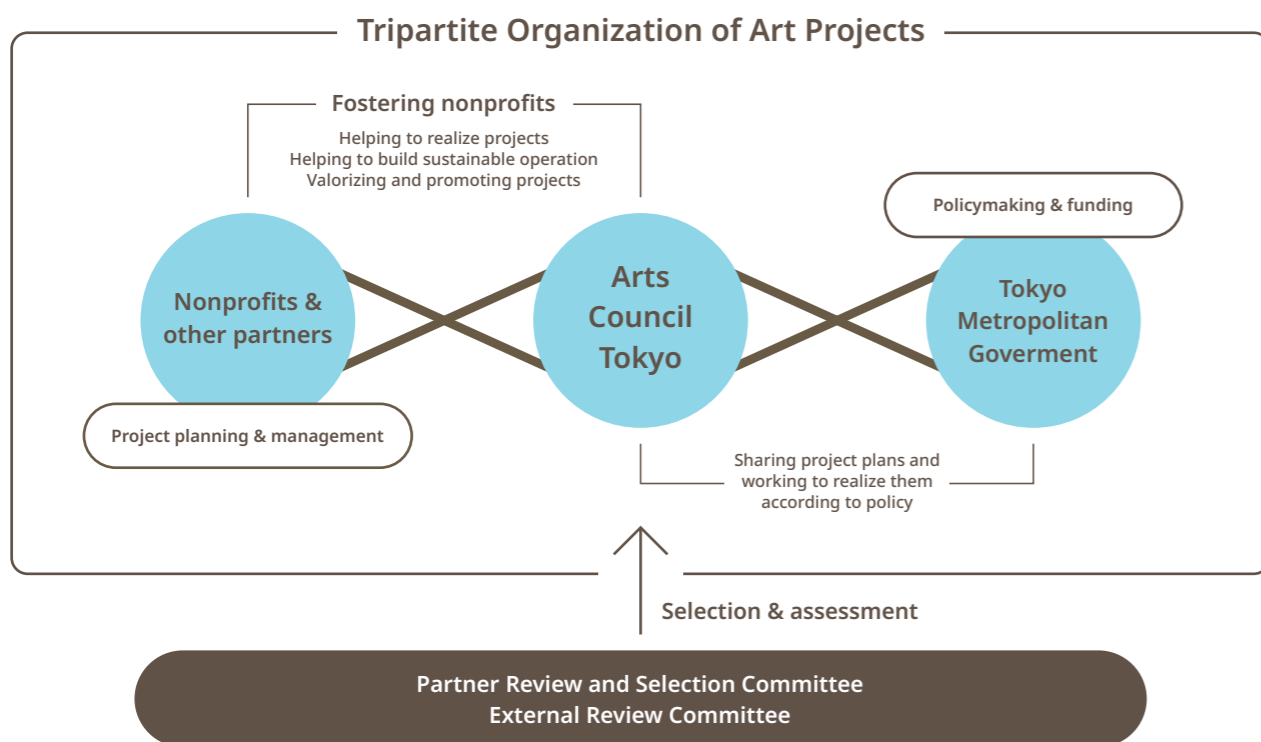 Tripartite Organization of Art Projects
Fostering nonprofits
Helping to realize projects
Helping to build sustainable operation
Valorizing and promoting projects
Policymaking & funding
Nonprofits &
other partners
Arts
Council
Tokyo
Tokyo
Metropolitan
Goverment
Project planning & management
Sharing project plans and
working to realize them
according to policy
Selection & assessment
Partner Review and Selection Committee
External Review Committee